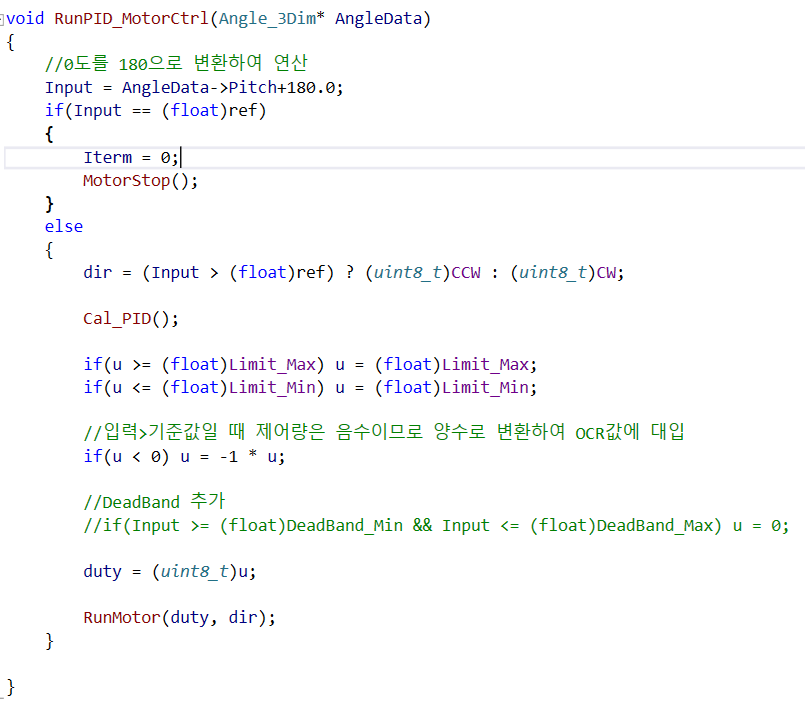 void RunPID_MotorCtrl(Angle_3Dim* AngleData)
{
    //0도를 180으로 변환하여 연산
    Input = AngleData->Pitch+180.0;
    if(Input == (float)ref)
    {
        Iterm = 0;
        MotorStop();
    }
    else
    {
        dir = (Input > (float)ref) ? (uint8_t)CCW : (uint8_t)CW;

        Cal_PID();

        if(u >= (float)Limit_Max) u = (float)Limit_Max;
        if(u <= (float)Limit_Min) u = (float)Limit_Min;

        //입력>기준값일 때 제어량은 음수이므로 양수로 변환하여 OCR값에 대입
        if(u < 0) u = -1 * u;

        //DeadBand 추가
        //if(Input >= (float)DeadBand_Min && Input <= (float)DeadBand_Max) u = 0;

        duty = (uint8_t)u;

        RunMotor(duty, dir);
    }

}